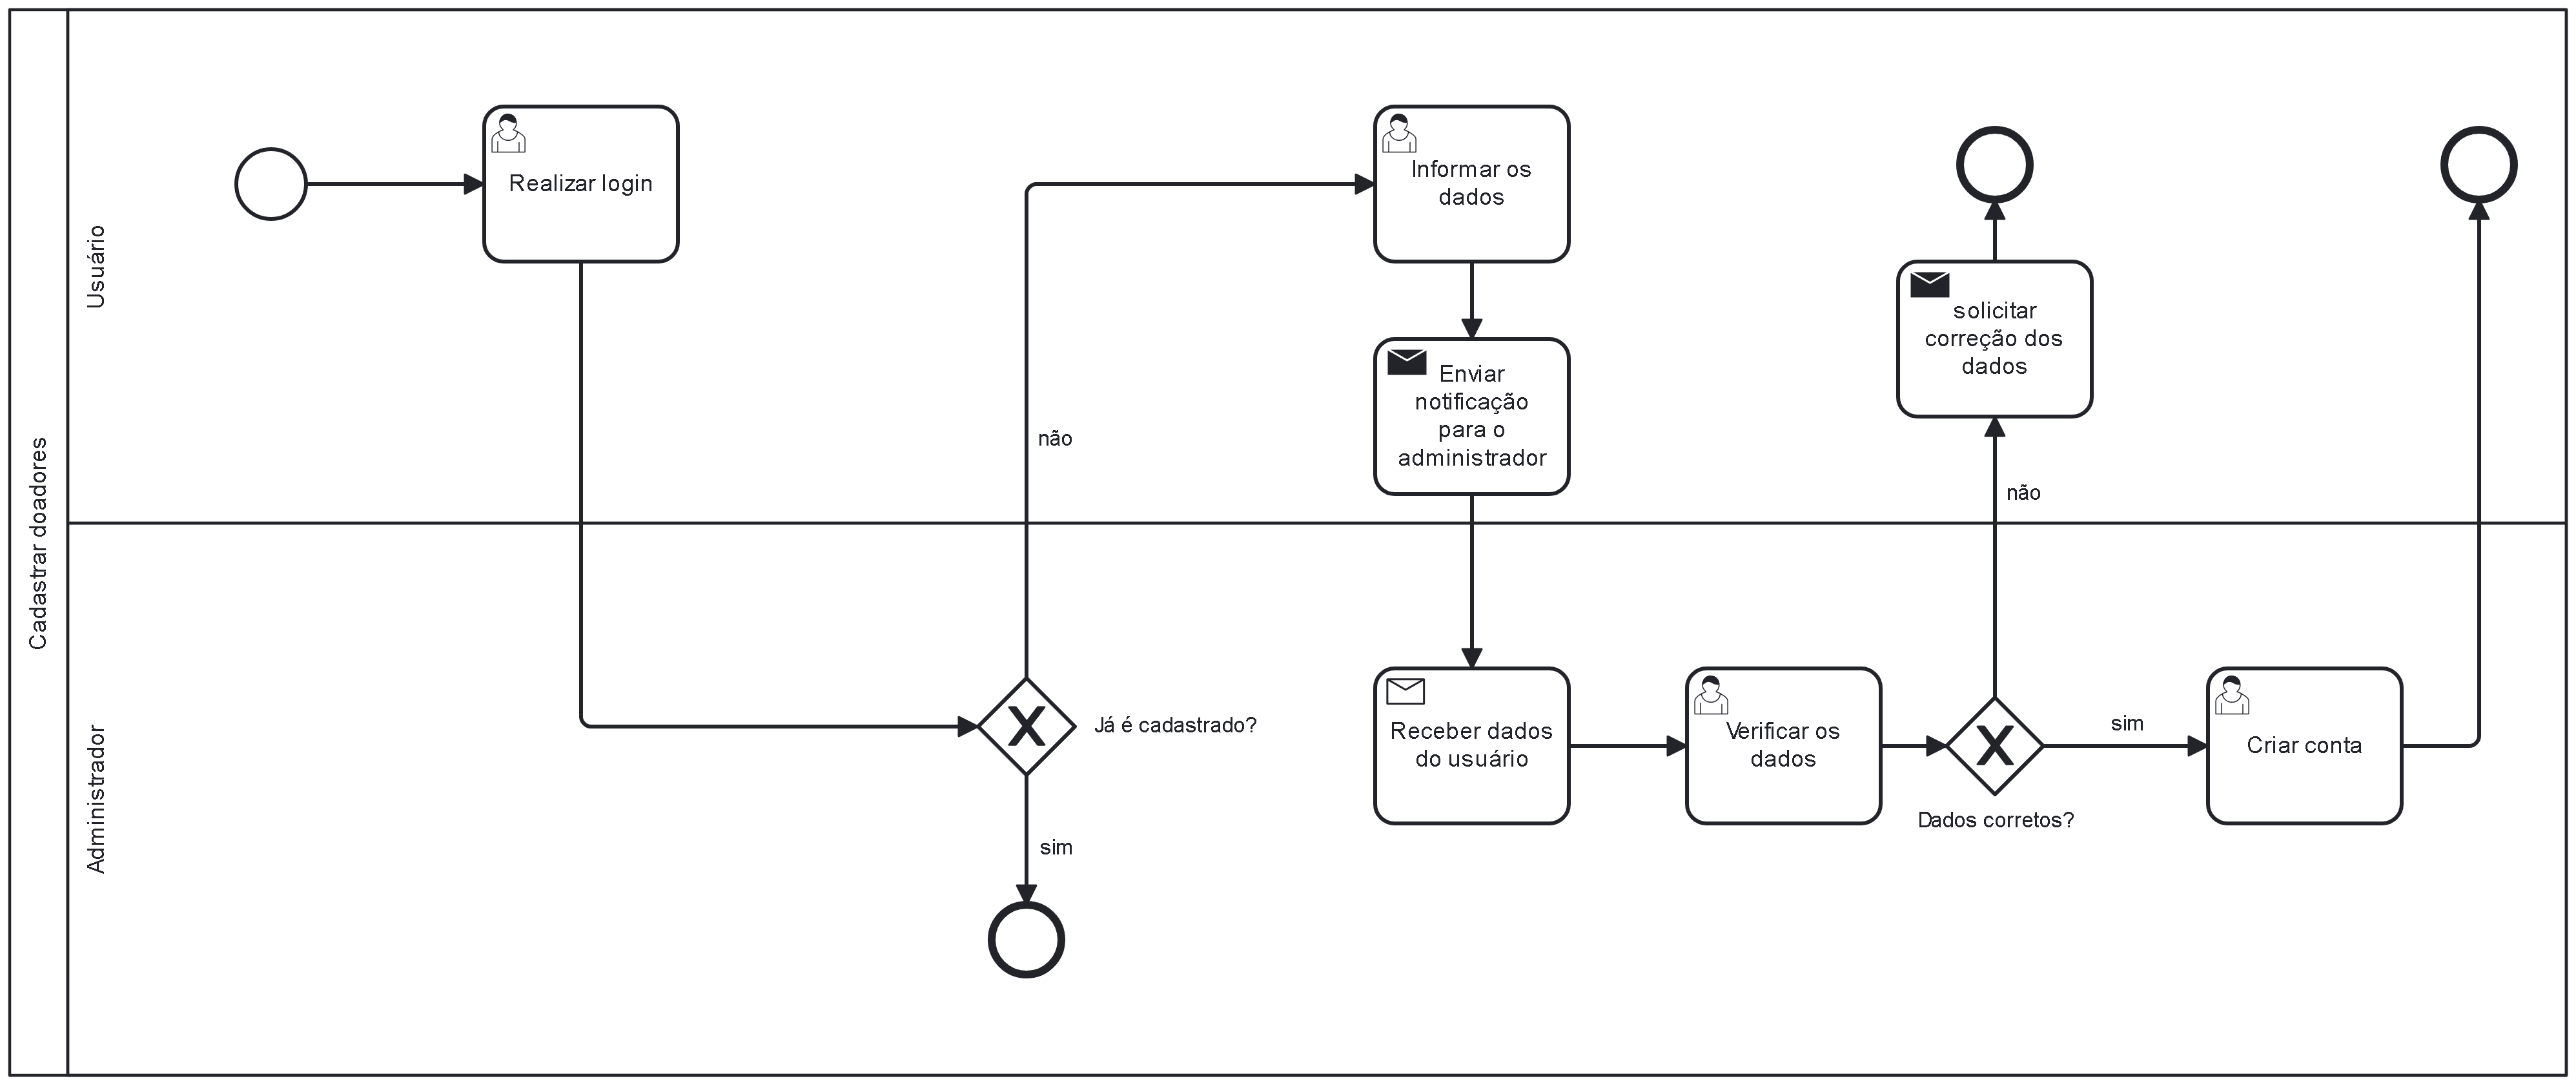 Cadastrar doadores
Usuário
Realizar login
não
Informar os
dados
Enviar
notificação
para o
administrador
solicitar
correção dos
dados
não
Administrador
Já é cadastrado?
sim
Receber dados
do usuário
Verificar os
dados
Dados corretos?
sim
Criar conta